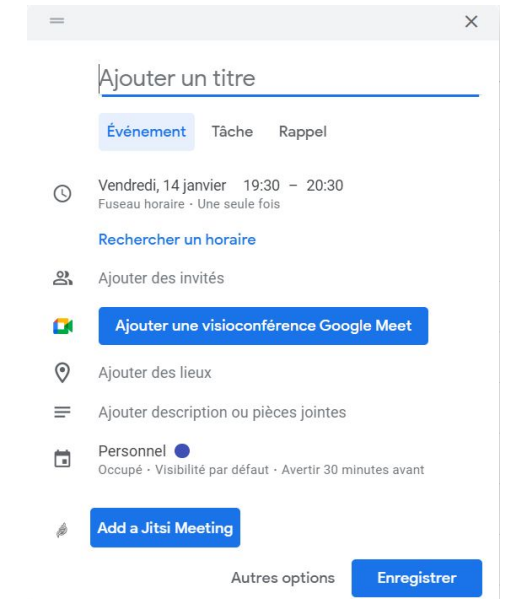 Ajouter un titre
Événement Tâche Rappel
Vendredi, 14 janvier 19:30 – 20:30
Fuseau horaire · Une seule fois
Rechercher un horaire
Ajouter des invités
Ajouter une visioconférence Google Meet
Ajouter des lieux
Ajouter description ou pièces jointes
Personnel
Occupé · Visibilité par défaut · Avertir 30 minutes avant
Add a Jitsi Meeting
Autres options Enregistrer